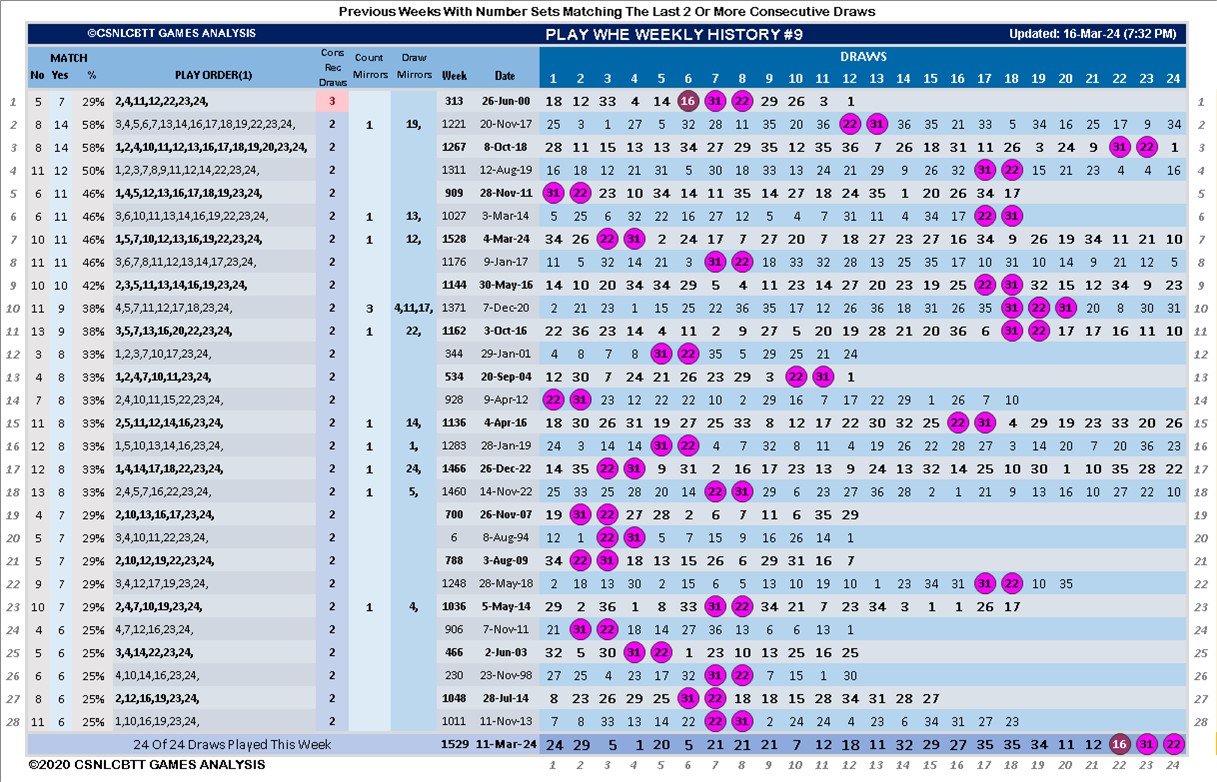 Previous Weeks With Number Sets Matching The Last 2 Or More Consecutive Draws
©CSNLCBTT GAMES ANALYSIS PLAY WHE WEEKLY HISTORY #9 Updated: 16-Mar-24 (7:32 PM)
MATCH Cons Rec Draws Count Mirrors Draw Mirrors DRAWS
No Yes % PLAY ORDER(1) Week Date 1 2 3 4 5 6 7 8 9 10 11 12 13 14 15 16 17 18 19 20 21 22 23 24
1 5 7 29% 2,4,11,12,22,23,24, 3 313 26-Jun-00 18 12 33 4 14 16 31 22 29 26 3 1 1
2 8 14 58% 3,4,5,6,7,13,14,16,17,18,19,22,23,24, 2 1 19, 1221 20-Nov-17 25 3 1 27 5 32 28 11 35 20 36 22 31 36 35 21 33 5 34 16 25 17 9 34 2
3 8 14 58% 1,2,4,10,11,12,13,16,17,18,19,20,23,24, 2 1267 8-Oct-18 28 11 15 13 13 34 27 29 35 12 35 36 7 26 18 31 11 26 3 24 9 31 22 1 3
4 11 12 50% 1,2,3,7,8,9,11,12,14,22,23,24, 2 1311 12-Aug-19 16 18 12 21 31 5 30 18 33 13 24 21 29 9 26 32 31 22 15 21 23 4 4 16 4
5 6 11 46% 1,4,5,12,13,16,17,18,19,23,24, 2 909 28-Nov-11 31 22 23 10 34 14 11 35 14 27 18 24 35 1 20 26 34 17 5
6 6 11 46% 3,6,10,11,13,14,16,19,22,23,24, 2 1 13, 1027 3-Mar-14 5 25 6 32 22 16 27 12 5 4 7 31 11 4 34 17 22 31 6
7 10 11 46% 1,5,7,10,12,13,16,19,22,23,24, 2 1 12, 1528 4-Mar-24 34 26 22 31 2 24 17 7 27 20 7 18 27 23 27 16 34 9 26 19 34 11 21 10 7
8 11 11 46% 3,6,7,8,11,12,13,14,17,23,24, 2 1176 9-Jan-17 11 5 32 14 21 3 31 22 18 33 32 28 13 25 35 17 10 31 10 14 9 21 12 5 8
9 10 10 42% 2,3,5,11,13,14,16,19,23,24, 2 1144 30-May-16 14 10 20 34 34 29 5 4 11 23 14 27 20 19 25 22 31 32 15 12 34 9 23 9
10 11 9 38% 4,5,7,11,12,17,18,23,24, 2 3 4,11,17, 1371 7-Dec-20 2 21 23 1 15 25 22 36 35 17 12 26 36 18 31 26 35 31 22 31 20 8 30 31 10
11 13 9 38% 3,5,7,13,16,20,22,23,24, 2 1 22, 1162 3-Oct-16 22 36 23 14 4 11 2 9 27 5 20 19 28 21 20 36 6 31 22 17 17 16 11 10 11
12 3 8 33% 1,2,3,7,10,17,23,24, 2 344 29-Jan-01 4 8 7 8 31 22 35 5 29 25 21 24 12
13 4 8 33% 1,2,4,7,10,11,23,24, 2 534 20-Sep-04 12 30 7 24 21 26 23 29 3 22 31 1 13
14 7 8 33% 2,4,10,11,15,22,23,24, 2 928 9-Apr-12 22 31 23 12 22 22 10 2 29 16 7 17 22 29 1 26 7 10 14
15 11 8 33% 2,5,11,12,14,16,23,24, 2 1 14, 1136 4-Apr-16 18 30 26 31 19 27 25 33 8 12 17 22 30 32 25 22 31 4 29 19 23 33 20 26 15
16 12 8 33% 1,5,10,13,14,16,23,24, 2 1 1, 1283 28-Jan-19 24 3 14 14 31 22 4 7 32 8 11 4 19 26 22 28 27 3 14 20 36 23 16
17 12 8 33% 1,4,14,17,18,22,23,24, 2 1 24, 1466 26-Dec-22 14 35 22 31 9 31 2 16 17 23 13 9 24 13 32 14 25 10 30 1 10 35 28 22 17
18 13 8 33% 2,4,5,7,16,22,23,24, 2 1 5, 1460 14-Nov-22 25 33 25 28 20 14 22 31 29 6 23 27 36 28 2 1 21 9 13 16 10 27 22 10 18
19 4 7 29% 2,10,13,16,17,23,24, 2 700 26-Nov-07 19 31 22 27 28 2 6 7 11 6 35 29 19
20 5 7 29% 3,4,10,11,22,23,24, 2 6 8-Aug-94 12 1 22 31 5 7 15 9 16 26 14 1 20
21 5 7 29% 2,10,12,19,22,23,24, 2 788 3-Aug-09 34 22 31 18 13 15 26 6 29 31 16 7 21
22 9 7 29% 3,4,12,17,19,23,24, 2 1248 28-May-18 2 18 13 30 2 15 6 5 13 10 19 10 1 23 34 16 31 22 10 35 22
23 10 7 29% 2,4,7,10,19,23,24, 2 1 4, 1036 5-May-14 29 2 36 1 8 33 31 22 34 21 7 23 34 3 1 1 26 17 23
24 4 6 25% 4,7,12,16,23,24, 2 906 7-Nov-11 21 31 22 18 14 27 36 13 6 6 13 1 24
25 5 6 25% 3,4,14,22,23,24, 2 466 2-Jun-03 32 5 30 31 22 1 23 10 13 25 16 25 25
26 6 6 25% 4,10,14,16,23,24, 2 230 23-Nov-98 27 25 4 23 17 32 31 22 7 15 1 30 26
27 8 6 25% 2,12,16,19,23,24, 2 1048 28-Jul-14 8 23 26 29 25 31 22 18 18 15 28 34 31 28 27 27
28 11 6 25% 1,10,16,19,23,24, 2 1011 11-Nov-13 7 8 33 13 14 22 22 31 2 24 24 4 23 6 34 31 27 23 28
24 Of 24 Draws Played This Week 1529 11-Mar-24 24 29 5 1 20 5 21 21 21 7 12 18 11 32 29 27 35 35 34 11 12 16 31 22
©2020 CSNLCBTT GAMES ANALYSIS 1 2 3 4 5 6 7 8 9 10 11 12 13 14 15 16 17 18 19 20 21 22 23 24